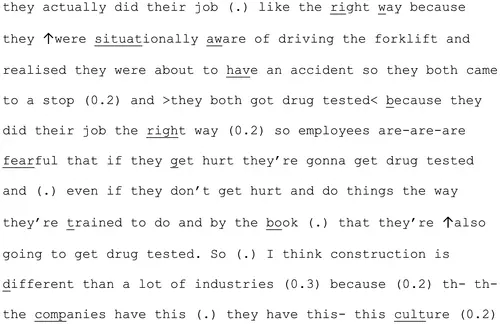 they actually did their job (.) like the right way because
they ↑were situationally aware of driving the forklift and
realised they were about to have an accident so they both came
to a stop (0.2) and >they both got drug tested< because they
did their job the right way (0.2) so employees are-are-are
fearful that if they get hurt they’re gonna get drug tested
and (.) even if they don’t get hurt and do things the way
they’re trained to do and by the book (.) that they’re ↑also
going to get drug tested. So (.) I think construction is
different than a lot of industries (0.3) because (0.2) th- th-
the companies have this (.) they have this- this culture (0.2)